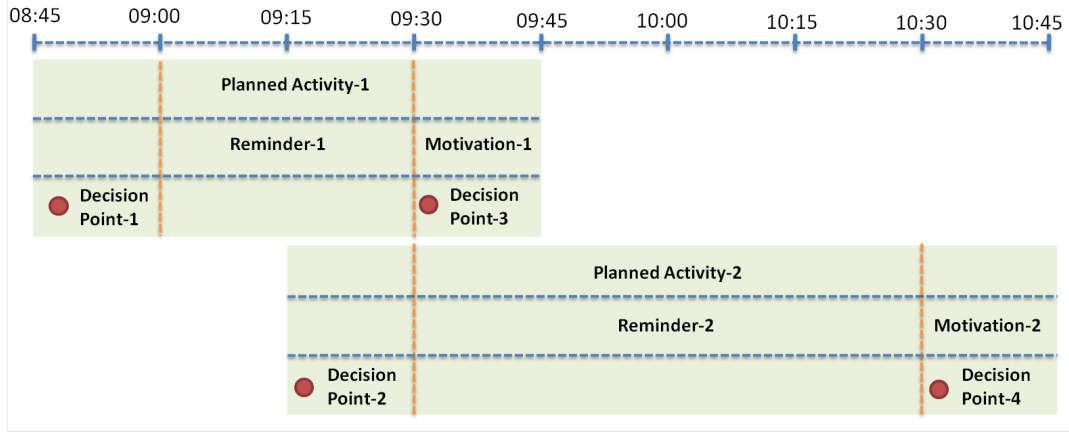 08:45 09:00 09:15 09:30 09:45 10:00 10:15 10:30 10:45
Planned Activity-1
Reminder-1 Motivation-1
Decision Point-1
Decision Point-3
Planned Activity-2
Reminder-2 Motivation-2
Decision Point-2
Decision Point-4